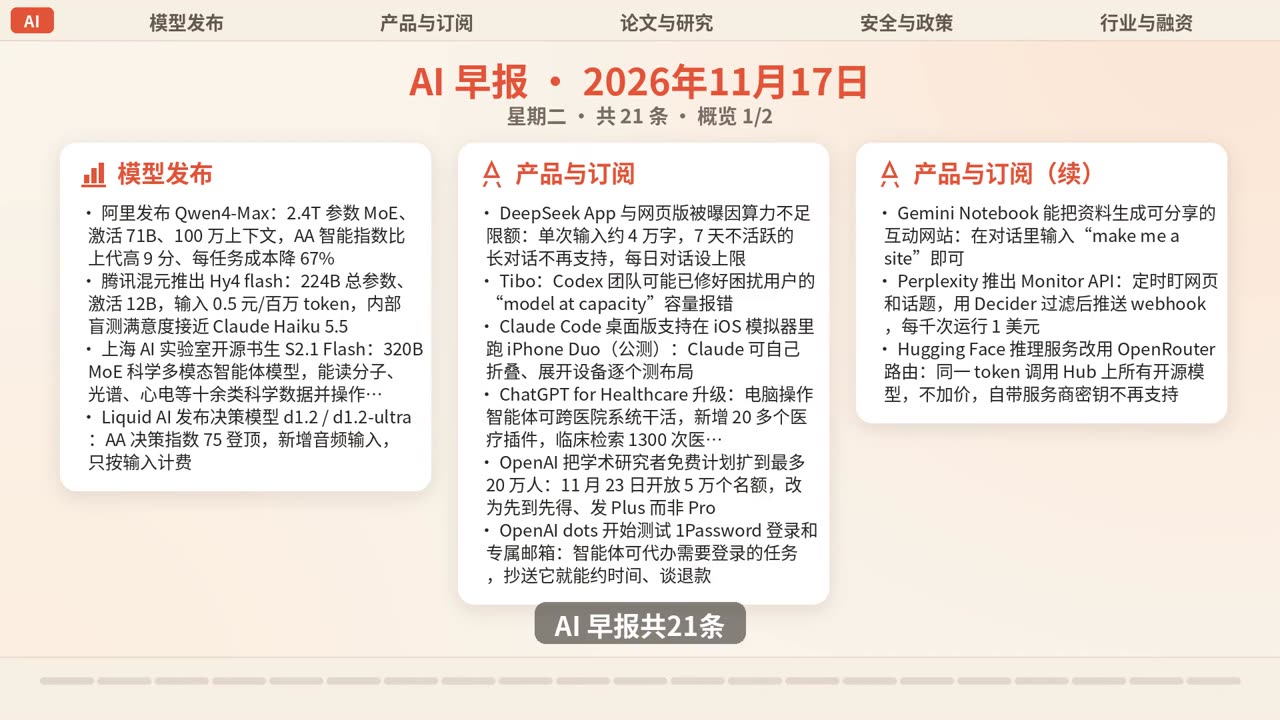 AI
模型发布
产品与订阅
论文与研究
安全与政策
行业与融资
AI 早报 · 2026年11月17日
星期二 · 共 21 条 · 概览 1/2
模型发布
· 阿里发布 Qwen4-Max：2.4T 参数 MoE、
激活 71B、100 万上下文，AA 智能指数比
上代高 9 分、每任务成本降 67%
· 腾讯混元推出 Hy4 flash：224B 总参数、
激活 12B，输入 0.5 元/百万 token，内部
盲测满意度接近 Claude Haiku 5.5
· 上海 AI 实验室开源书生 S2.1 Flash：320B
MoE 科学多模态智能体模型，能读分子、
光谱、心电等十余类科学数据并操作…
· Liquid AI 发布决策模型 d1.2 / d1.2-ultra
：AA 决策指数 75 登顶，新增音频输入，
只按输入计费
产品与订阅
· DeepSeek App 与网页版被曝因算力不足
限额：单次输入约 4 万字，7 天不活跃的
长对话不再支持，每日对话设上限
· Tibo：Codex 团队可能已修好困扰用户的
“model at capacity”容量报错
· Claude Code 桌面版支持在 iOS 模拟器里
跑 iPhone Duo（公测）：Claude 可自己
折叠、展开设备逐个测布局
· ChatGPT for Healthcare 升级：电脑操作
智能体可跨医院系统干活，新增 20 多个医
疗插件，临床检索 1300 次医…
· OpenAI 把学术研究者免费计划扩到最多
20 万人：11 月 23 日开放 5 万个名额，改
为先到先得、发 Plus 而非 Pro
· OpenAI dots 开始测试 1Password 登录和
专属邮箱：智能体可代办需要登录的任务
，抄送它就能约时间、谈退款
产品与订阅（续）
· Gemini Notebook 能把资料生成可分享的
互动网站：在对话里输入“make me a
site”即可
· Perplexity 推出 Monitor API：定时盯网页
和话题，用 Decider 过滤后推送 webhook
，每千次运行 1 美元
· Hugging Face 推理服务改用 OpenRouter
路由：同一 token 调用 Hub 上所有开源模
型，不加价，自带服务商密钥不再支持
AI 早报共21条